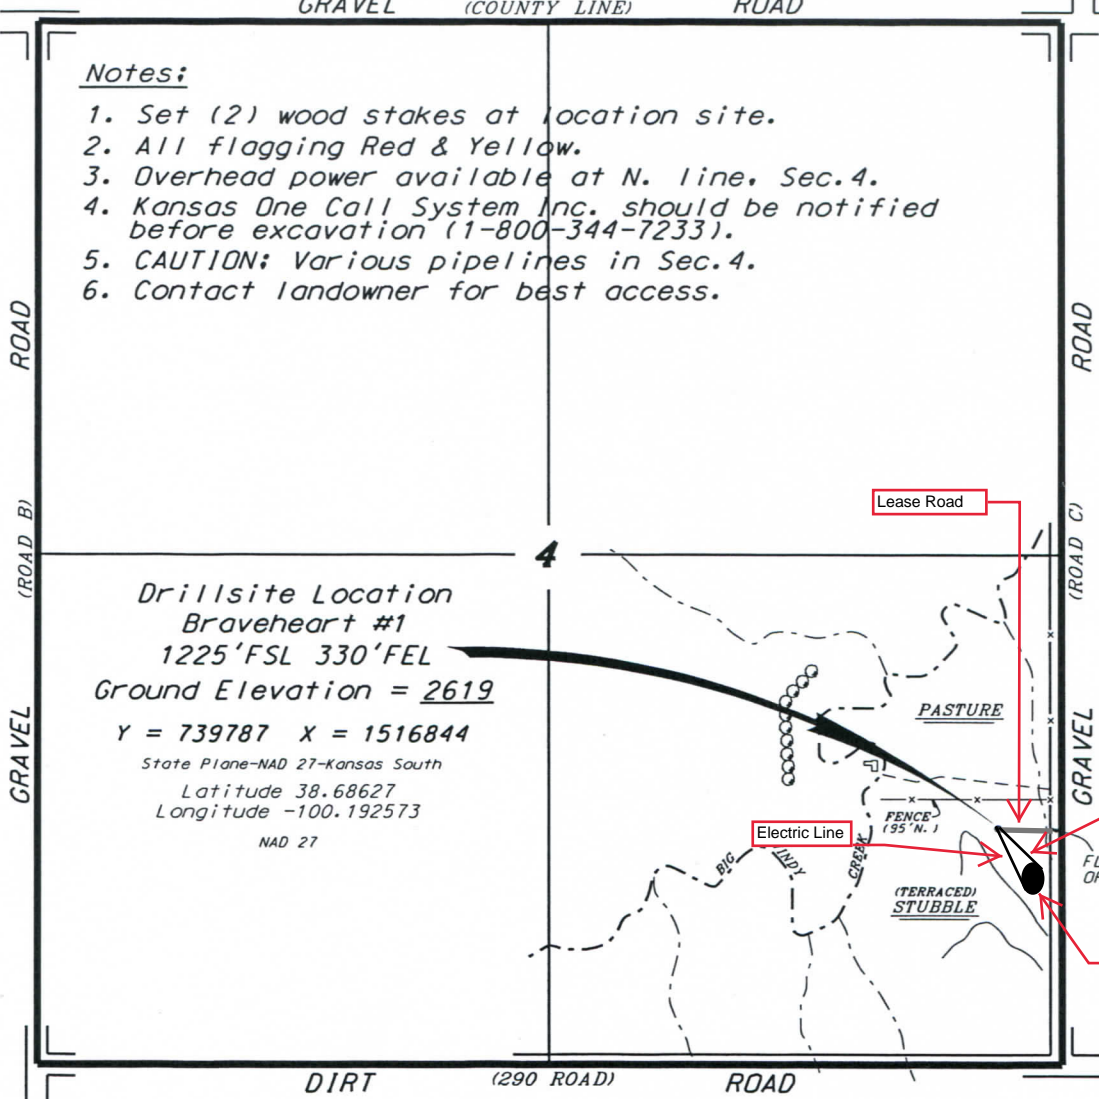 GRAVEL (COUNTY LINE) ROAD
Notes:
1. Set (2) wood stakes at location site.
2. All flagging Red & Yellow.
3. Overhead power available at N. line, Sec.4.
4. Kansas One Call System Inc. should be notified
before excavation (1-800-344-7233).
5. CAUTION: Various pipelines in Sec.4.
6. Contact landowner for best access.
ROAD
(ROAD B)
GRAVEL
ROAD
(ROAD C)
GRAVEL
Lease Road
4
Drillsite Location
Braveheart #1
1225'FSL 330'FEL
Ground Elevation = 2619
Y = 739787 X = 1516844
State Plane-NAD 27-Kansas South
Latitude 38.68627
Longitude -100.192573
NAD 27
PASTURE
FENCE
(95'N.)
Electric Line
BIG
INDY
CREEK
(TERRACED)
STUBBLE
DIRT (290 ROAD) ROAD